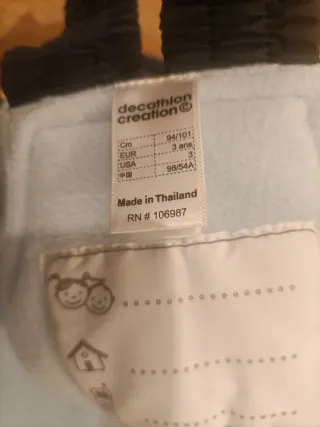 decathlon
creation©
Cm 94/101
EUR 3 ans
USA 3
中国 98/54A
Made in Thailand
RN # 106987